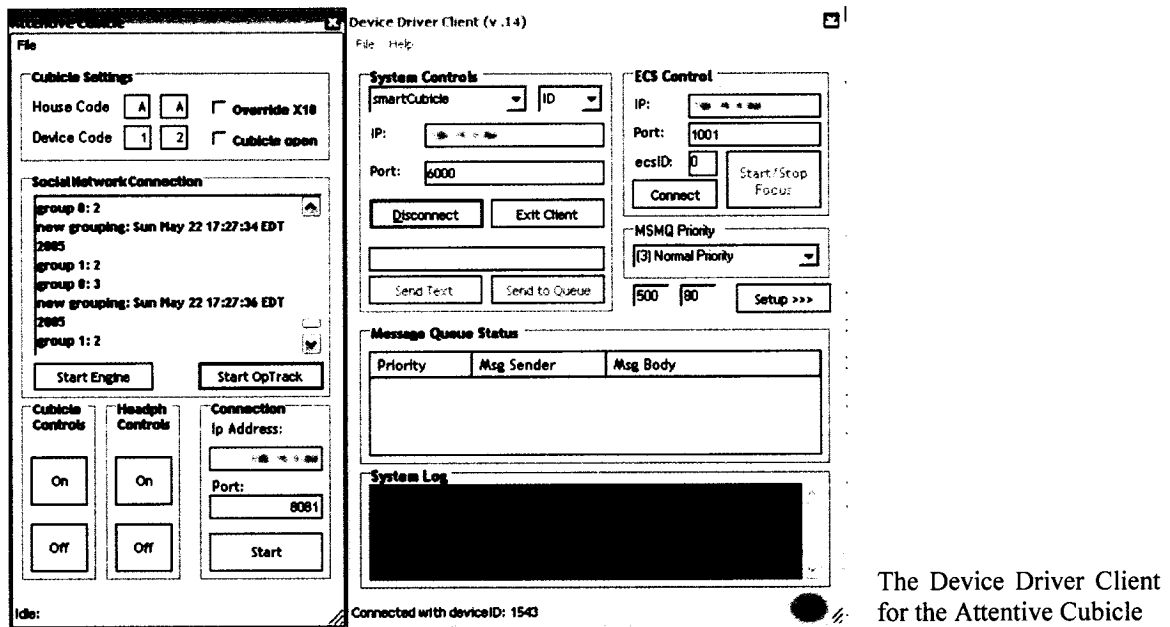 Attentive Cubicle
File
Cubicle Settings
House Code A A Override X10
Device Code 1 2 Cubicle open
Social Network Connection
group 0: 2
new grouping: Sun May 22 17:27:34 EDT
2005
group 1: 2
group 0: 3
new grouping: Sun May 22 17:27:36 EDT
2005
group 1: 2
Start Engine Start OpTrack
Cubicle
Controls
On
Off
Headph
Controls
On
Off
Connection
Ip Address:
Port:
8081
Start
Idle:
Device Driver Client (v .14)
File Help
System Controls
smartCubicle ID
IP:
Port: 6000
Disconnect Exit Client
Send Text Send to Queue
ECS Control
IP:
Port: 1001
ecsID: 0
Connect
Start/Stop
Focus
MSMQ Priority
(3) Normal Priority
500 80 Setup >>>
Message Queue Status
Priority Msg Sender Msg Body
System Log
Connected with deviceID: 1543
The Device Driver Client
for the Attentive Cubicle